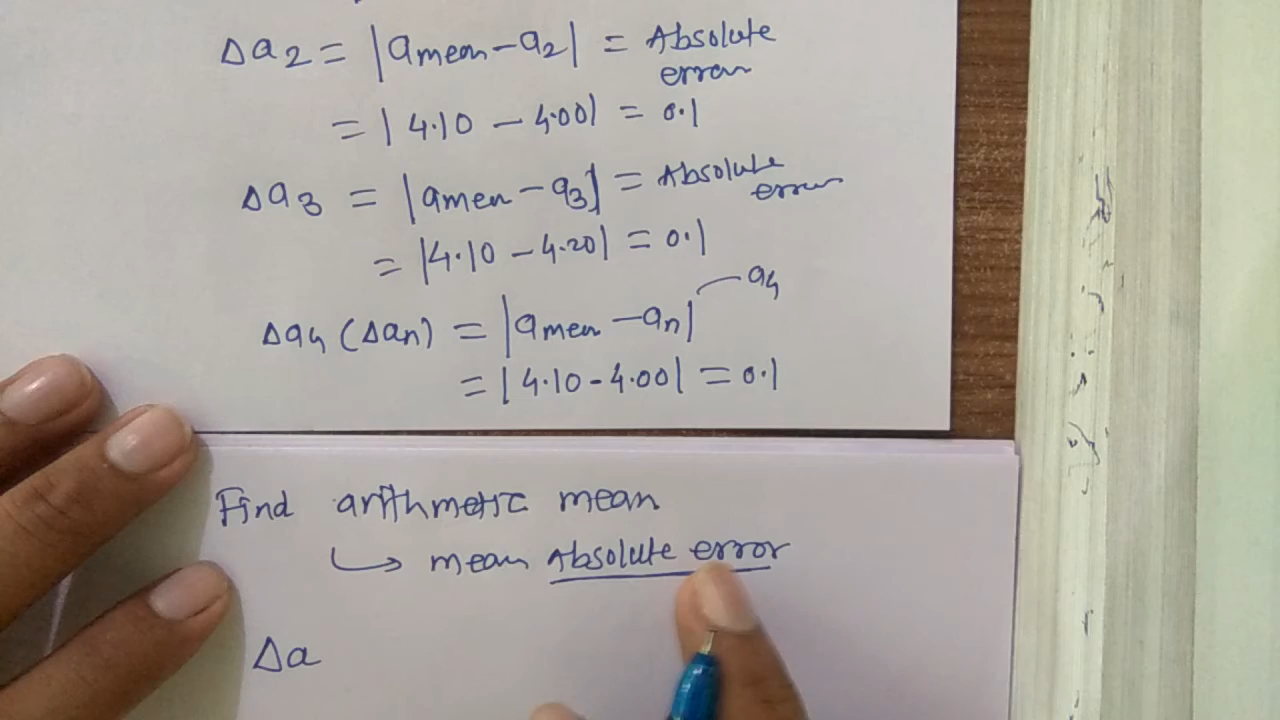 Δa2 = |amean-a2| = Absolute
error
= | 4.10 - 4.00| = 0.1
Δa3 = |amen - a3| = Absolute
error
= |4.10 - 4.20| = 0.1
a4
Δa4 (Δan) = |amen - an|
= | 4.10 - 4.00| = 0.1
Find arithmetic mean
↳ mean Absolute error
Δa